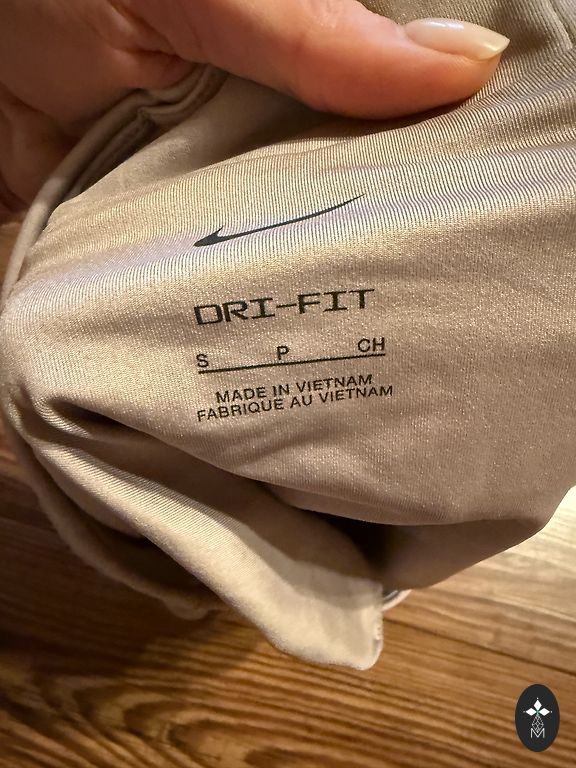 DRI-FIT
S P CH
MADE IN VIETNAM
FABRIQUE AU VIETNAM
M